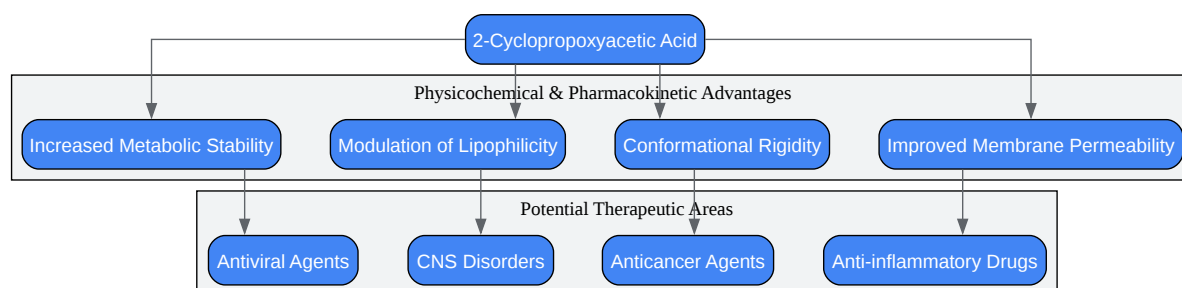 2-Cyclopropoxyacetic Acid
Physicochemical & Pharmacokinetic Advantages
Increased Metabolic Stability
Modulation of Lipophilicity
Conformational Rigidity
Improved Membrane Permeability
Potential Therapeutic Areas
Antiviral Agents
CNS Disorders
Anticancer Agents
Anti-inflammatory Drugs